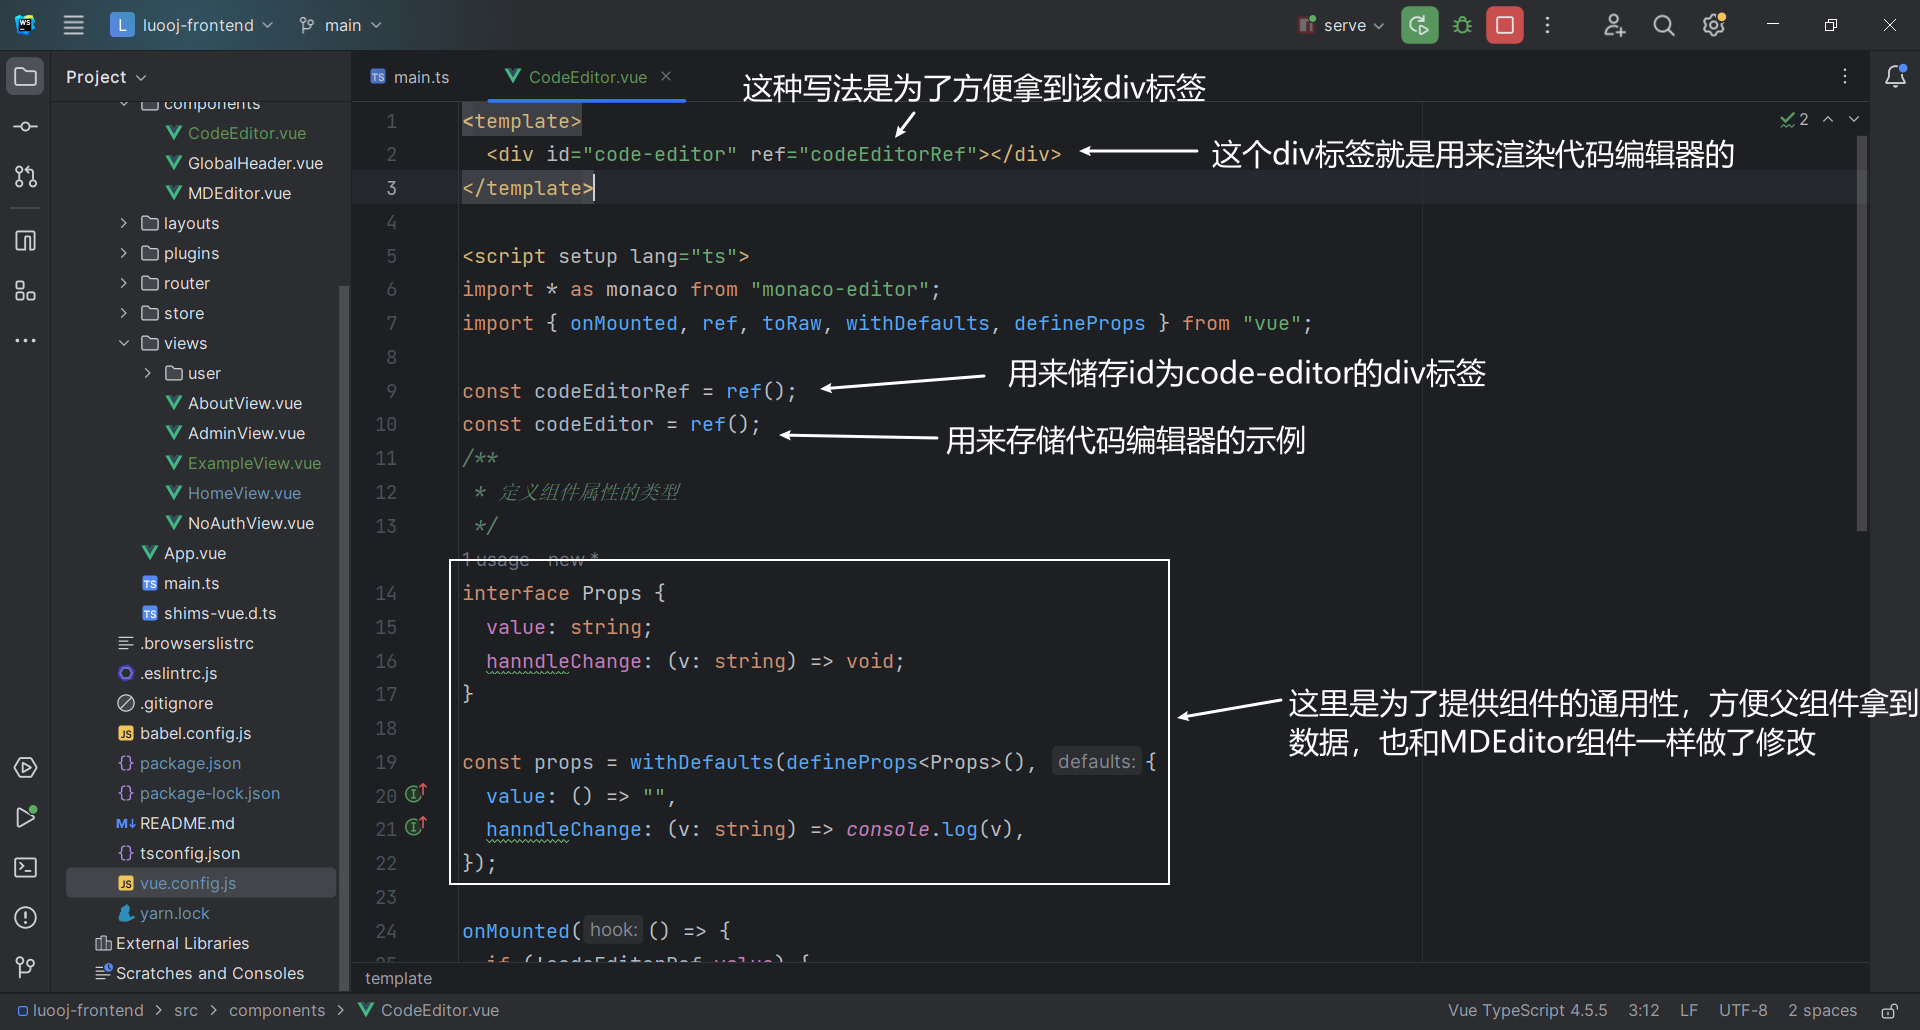 L luooj-frontend main serve
Project
main.ts CodeEditor.vue
components
CodeEditor.vue
GlobalHeader.vue
MDEditor.vue
layouts
plugins
router
store
views
user
AboutView.vue
AdminView.vue
ExampleView.vue
HomeView.vue
NoAuthView.vue
App.vue
main.ts
shims-vue.d.ts
.browserslistrc
.eslintrc.js
.gitignore
babel.config.js
package.json
package-lock.json
README.md
tsconfig.json
vue.config.js
yarn.lock
External Libraries
Scratches and Consoles
这种写法是为了方便拿到该div标签
1 <template>
2
2 <div id="code-editor" ref="codeEditorRef"></div>
这个div标签就是用来渲染代码编辑器的
3 </template>
4
5 <script setup lang="ts">
6 import * as monaco from "monaco-editor";
7 import { onMounted, ref, toRaw, withDefaults, defineProps } from "vue";
8
用来储存id为code-editor的div标签
9 const codeEditorRef = ref();
10 const codeEditor = ref();
用来存储代码编辑器的示例
11 /**
12 * 定义组件属性的类型
13 */
1 usage new *
14 interface Props {
15 value: string;
16 hanndleChange: (v: string) => void;
17 }
18
这里是为了提供组件的通用性，方便父组件拿到
数据，也和MDEditor组件一样做了修改
19 const props = withDefaults(defineProps<Props>(), defaults: {
20 value: () => "",
21 hanndleChange: (v: string) => console.log(v),
22 });
23
24 onMounted( hook: () => {
25 if (!codeEditorRef.value) {
template
luooj-frontend > src > components > CodeEditor.vue
Vue TypeScript 4.5.5 3:12 LF UTF-8 2 spaces